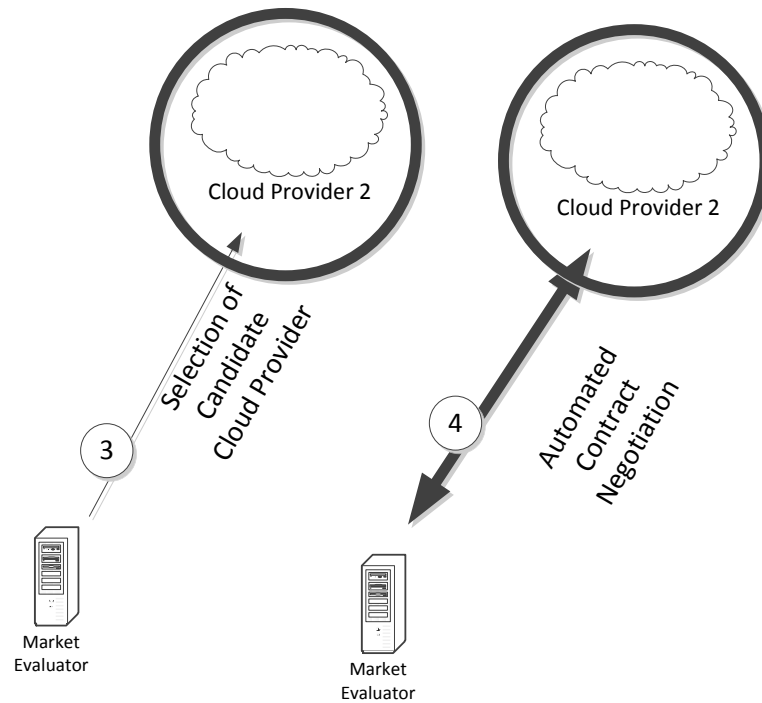 Cloud Provider 2
Selection of
Candidate
Cloud Provider
3
Market
Evaluator
Cloud Provider 2
Automated
Contract
Negotiation
4
Market
Evaluator